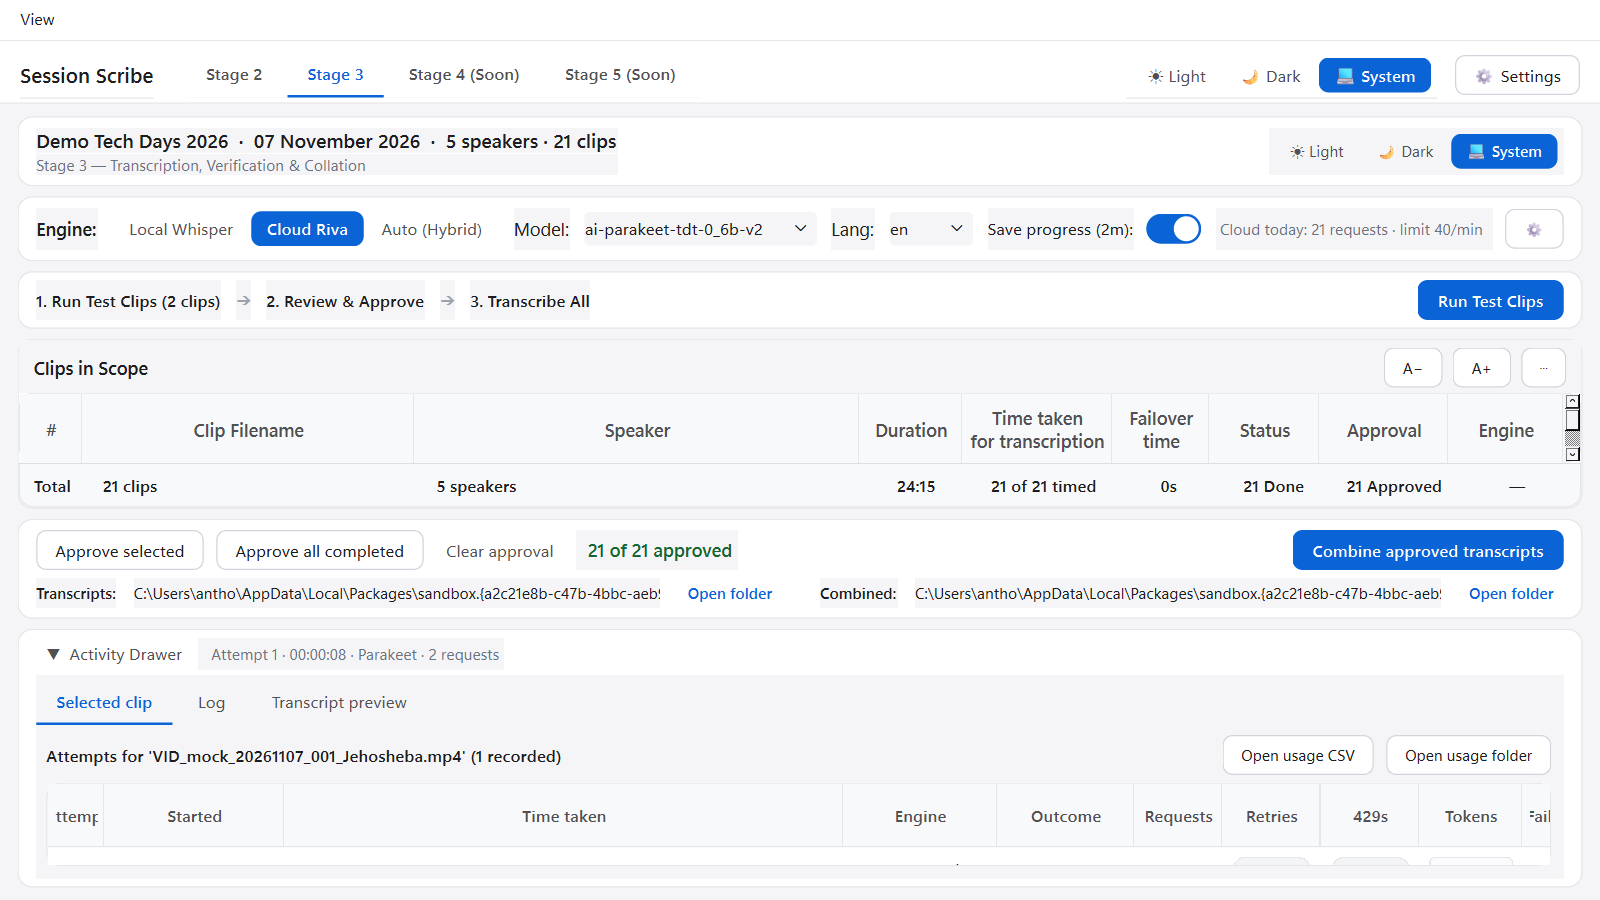 View
Session Scribe
Stage 2
Stage 3
Stage 4 (Soon)
Stage 5 (Soon)
Light
Dark
System
Settings
Demo Tech Days 2026 · 07 November 2026 · 5 speakers · 21 clips
Stage 3 — Transcription, Verification & Collation
Light
Dark
System
Engine:
Local Whisper
Cloud Riva
Auto (Hybrid)
Model:
ai-parakeet-tdt-0_6b-v2
Lang:
en
Save progress (2m):
Cloud today: 21 requests · limit 40/min
1. Run Test Clips (2 clips) → 2. Review & Approve → 3. Transcribe All
Run Test Clips
Clips in Scope
A−
A+
...
#
Clip Filename
Speaker
Duration
Time taken
for transcription
Failover
time
Status
Approval
Engine
Total
21 clips
5 speakers
24:15
21 of 21 timed
0s
21 Done
21 Approved
—
Approve selected
Approve all completed
Clear approval
21 of 21 approved
Combine approved transcripts
Transcripts:
C:\Users\antho\AppData\Local\Packages\sandbox.{a2c21e8b-c47b-4bbc-aeb
Open folder
Combined:
C:\Users\antho\AppData\Local\Packages\sandbox.{a2c21e8b-c47b-4bbc-aeb
Open folder
▼ Activity Drawer
Attempt 1 · 00:00:08 · Parakeet · 2 requests
Selected clip
Log
Transcript preview
Attempts for 'VID_mock_20261107_001_Jehosheba.mp4' (1 recorded)
Open usage CSV
Open usage folder
ttemp
Started
Time taken
Engine
Outcome
Requests
Retries
429s
Tokens
Fail